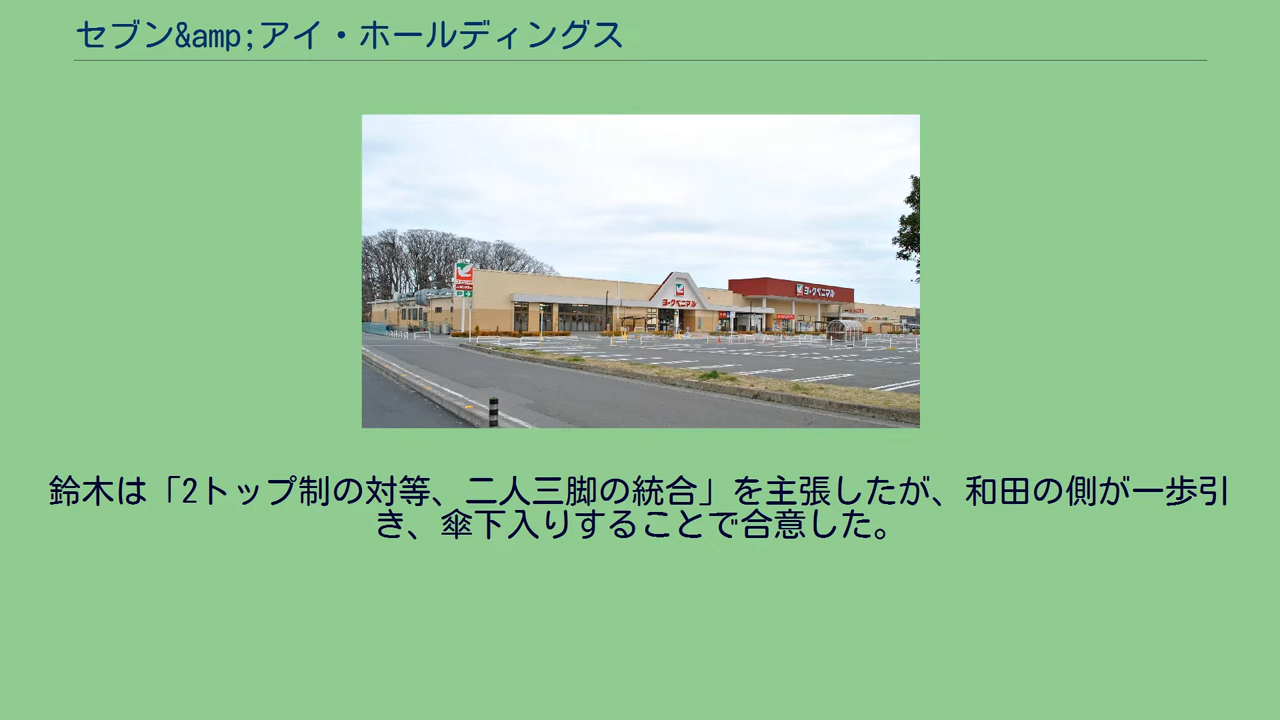 セブン&amp;アイ・ホールディングス
ヨークベニマル
ヨークベニマル
鈴木は「2トップ制の対等、二人三脚の統合」を主張したが、和田の側が一歩引
き、傘下入りすることで合意した。